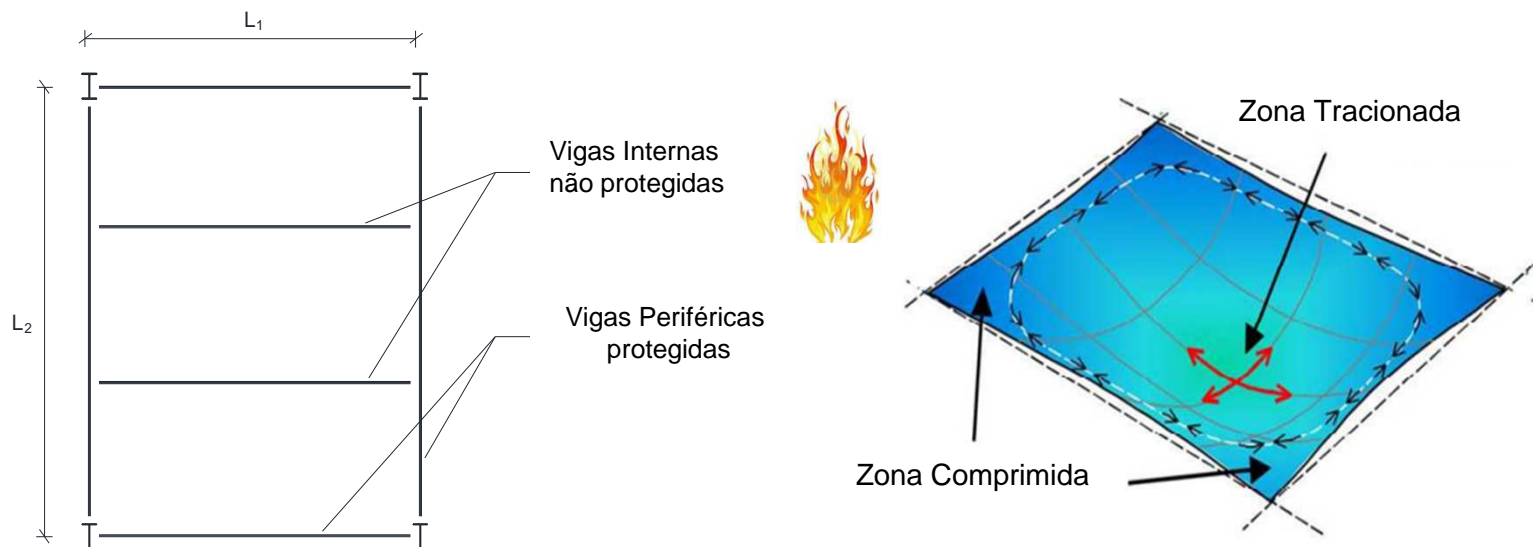 L₁
L₂
Vigas Internas
não protegidas
Vigas Periféricas
protegidas
Zona Tracionada
Zona Comprimida